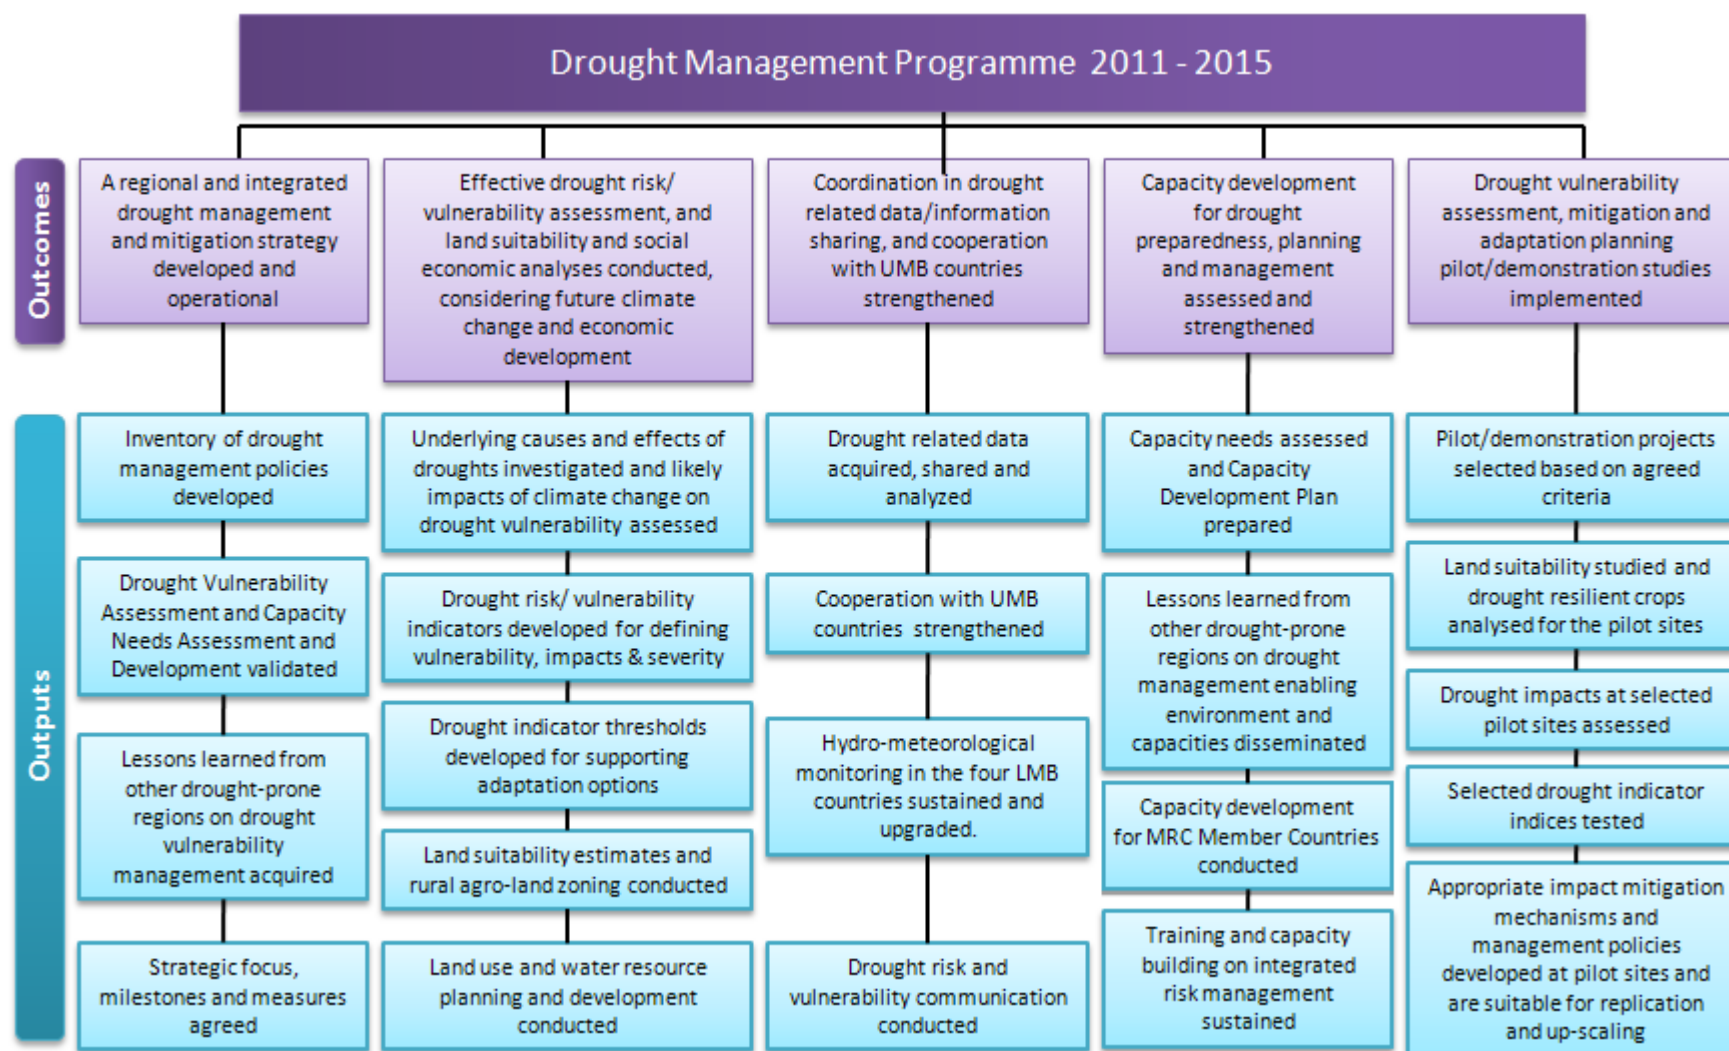 Drought Management Programme 2011 - 2015
Outcomes
A regional and integrated
drought management
and mitigation strategy
developed and
operational
Effective drought risk/
vulnerability assessment, and
land suitability and social
economic analyses conducted,
considering future climate
change and economic
development
Coordination in drought
related data/information
sharing, and cooperation
with UMB countries
strengthened
Capacity development
for drought
preparedness, planning
and management
assessed and
strengthened
Drought vulnerability
assessment, mitigation and
adaptation planning
pilot/demonstration studies
implemented
Outputs
Inventory of drought
management policies
developed
Drought Vulnerability
Assessment and Capacity
Needs Assessment and
Development validated
Lessons learned from
other drought-prone
regions on drought
vulnerability
management acquired
Strategic focus,
milestones and measures
agreed
Underlying causes and effects of
droughts investigated and likely
impacts of climate change on
drought vulnerability assessed
Drought risk/ vulnerability
indicators developed for defining
vulnerability, impacts & severity
Drought indicator thresholds
developed for supporting
adaptation options
Land suitability estimates and
rural agro-land zoning conducted
Land use and water resource
planning and development
conducted
Drought related data
acquired, shared and
analyzed
Cooperation with UMB
countries strengthened
Hydro-meteorological
monitoring in the four LMB
countries sustained and
upgraded.
Drought risk and
vulnerability communication
conducted
Capacity needs assessed
and Capacity
Development Plan
prepared
Lessons learned from
other drought-prone
regions on drought
management enabling
environment and
capacities disseminated
Capacity development
for MRC Member Countries
conducted
Training and capacity
building on integrated
risk management
sustained
Pilot/demonstration projects
selected based on agreed
criteria
Land suitability studied and
drought resilient crops
analysed for the pilot sites
Drought impacts at selected
pilot sites assessed
Selected drought indicator
indices tested
Appropriate impact mitigation
mechanisms and
management policies
developed at pilot sites and
are suitable for replication
and up-scaling